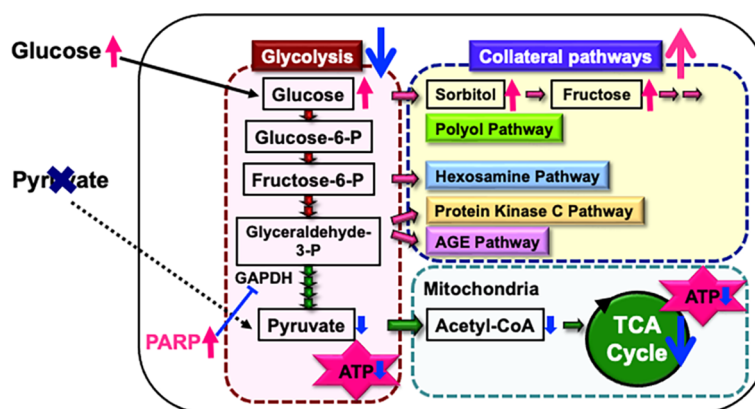 Glucose
Glycolysis
Collateral pathways
Glucose
Sorbitol
Fructose
Glucose-6-P
Polyol Pathway
Pyruvate
Fructose-6-P
Hexosamine Pathway
Protein Kinase C Pathway
Glyceraldehyde-
3-P
AGE Pathway
GAPDH
Mitochondria
ATP
PARP
Pyruvate
Acetyl-CoA
TCA
Cycle
ATP